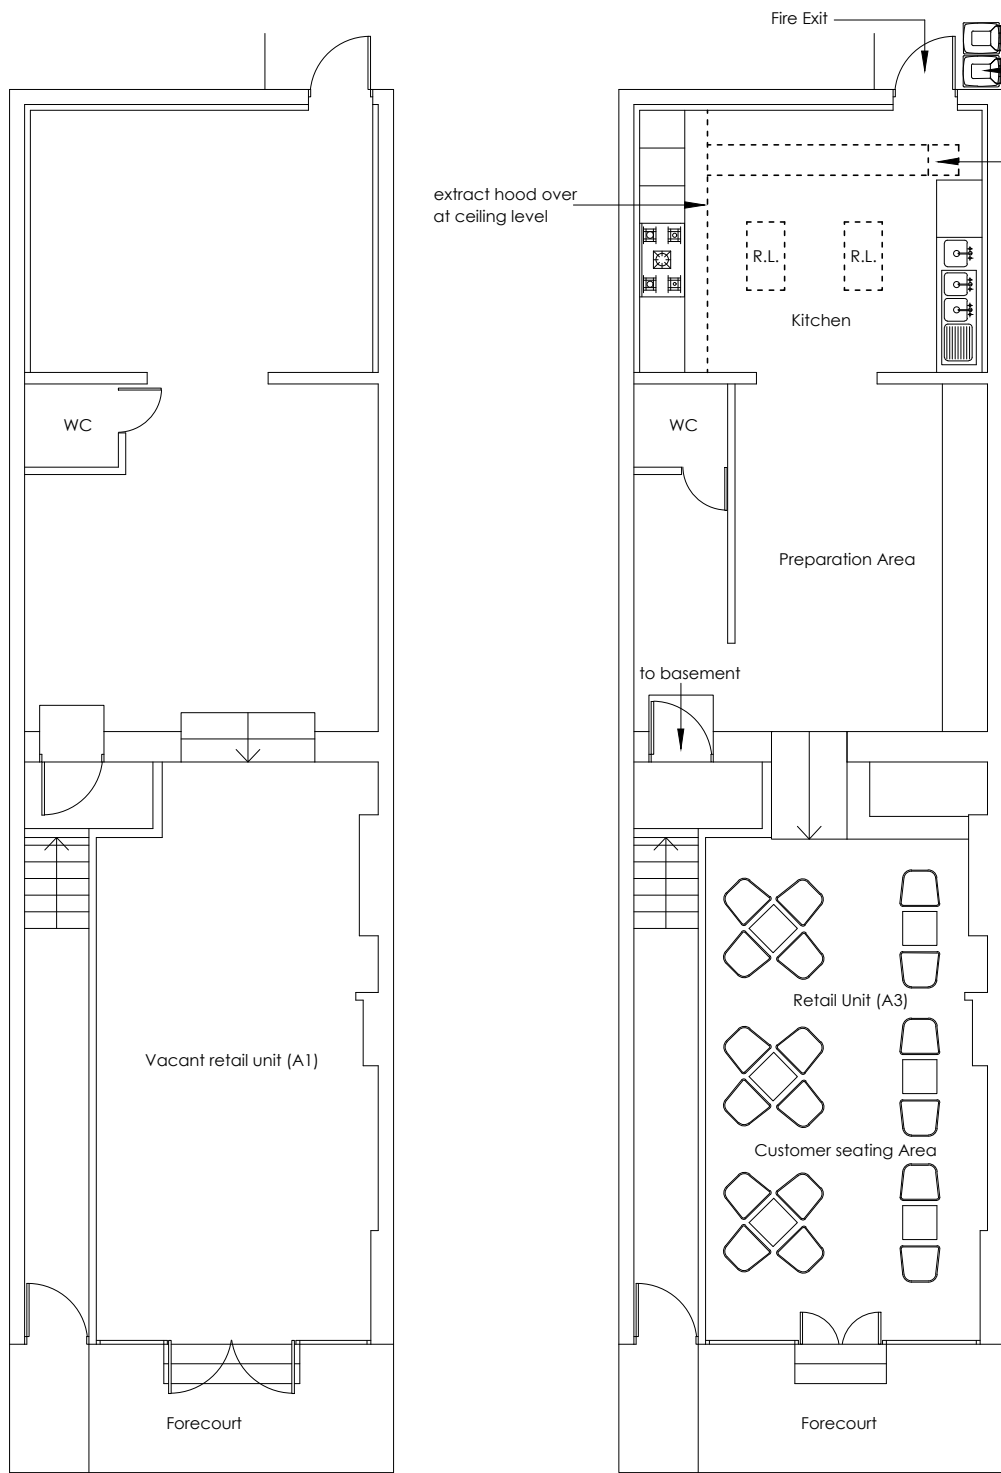 WC
Vacant retail unit (A1)
Forecourt
Fire Exit
extract hood over
at ceiling level
R.L.
R.L.
Kitchen
WC
Preparation Area
to basement
Retail Unit (A3)
Customer seating Area
Forecourt